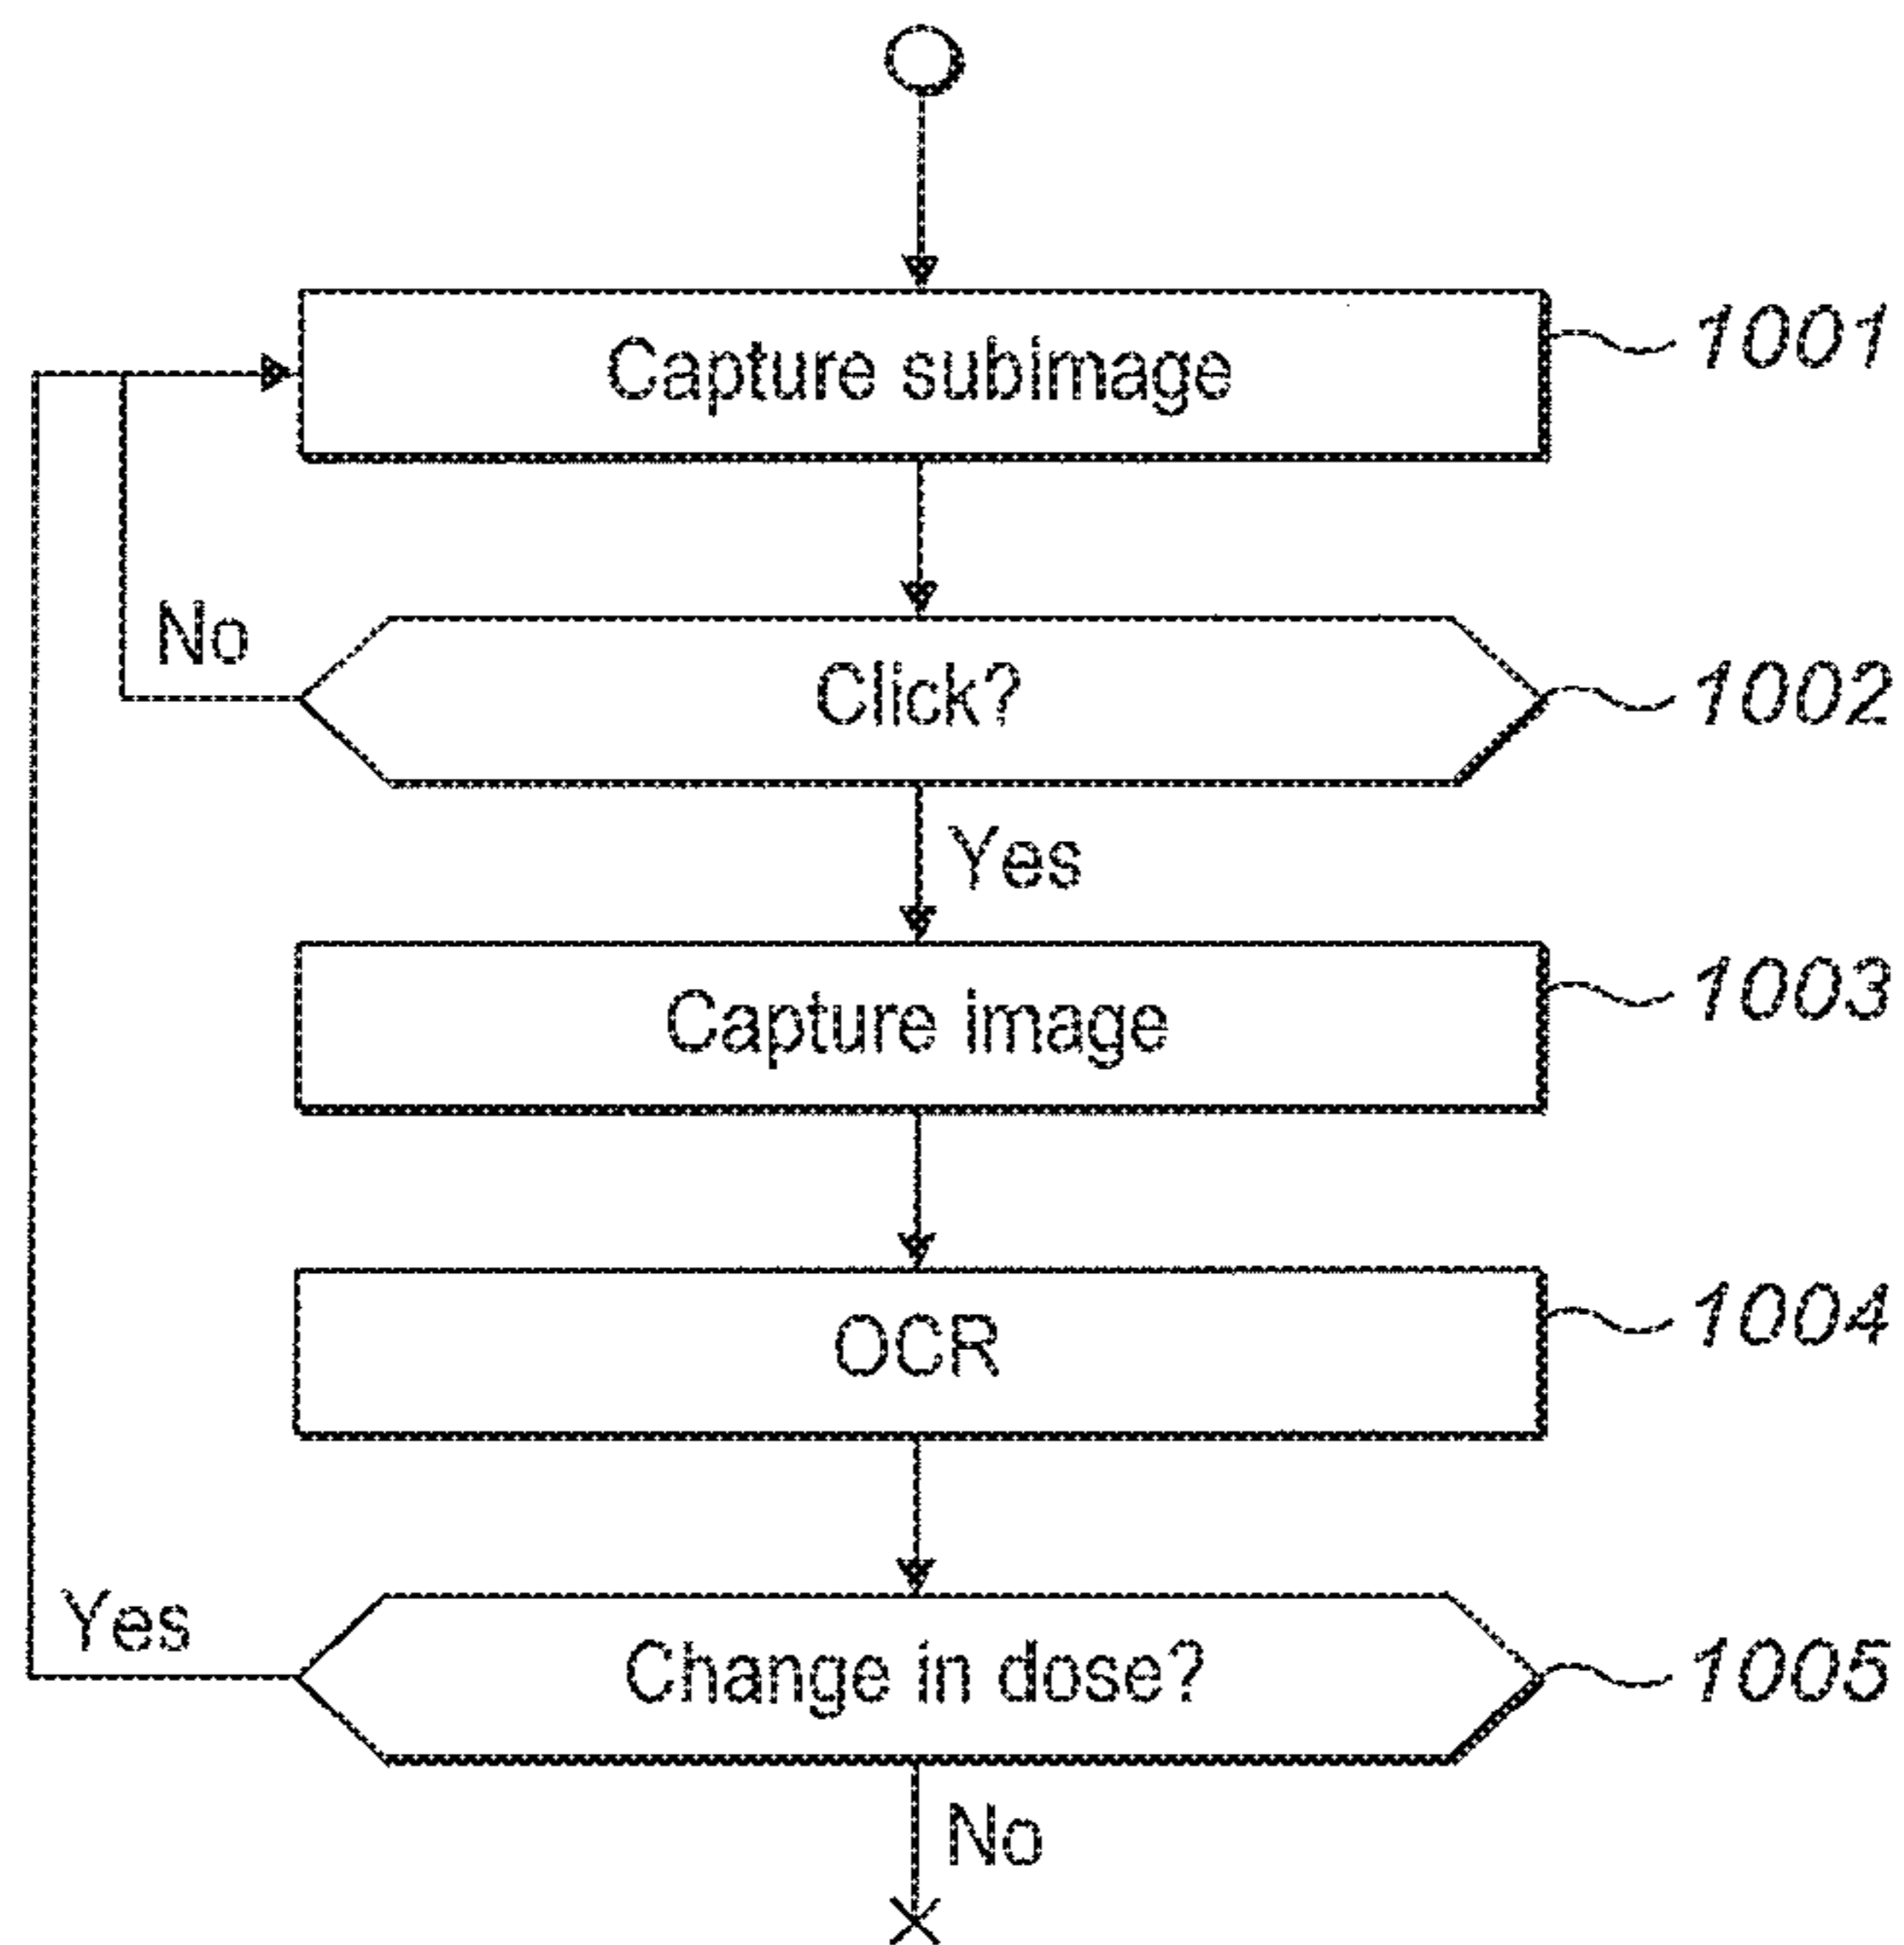 Capture subimage 1001
No
Click? 1002
Yes
Capture image 1003
OCR 1004
Yes
Change in dose? 1005
No